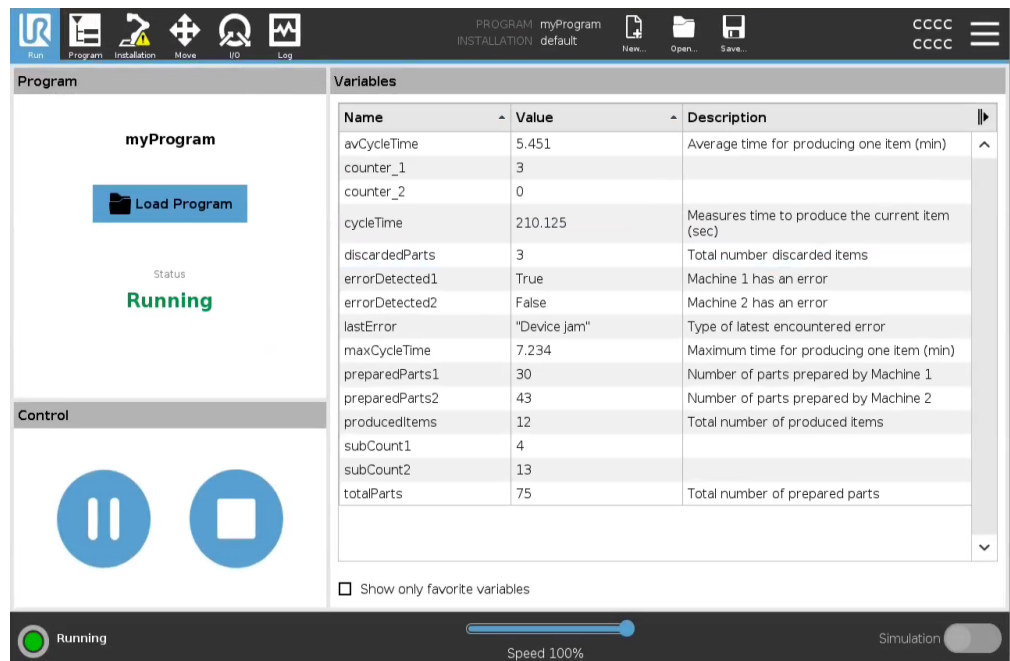 UR
PROGRAM myProgram
INSTALLATION default
CCCC
CCCC
Run Program Installation Move I/O Log New... Open... Save...
Program
myProgram
Load Program
Status
Running
Control
Variables
Name Value Description
avCycleTime 5.451 Average time for producing one item (min)
counter_1 3
counter_2 0
cycleTime 210.125 Measures time to produce the current item
(sec)
discardedParts 3 Total number discarded items
errorDetected1 True Machine 1 has an error
errorDetected2 False Machine 2 has an error
lastError "Device jam" Type of latest encountered error
maxCycleTime 7.234 Maximum time for producing one item (min)
preparedParts1 30 Number of parts prepared by Machine 1
preparedParts2 43 Number of parts prepared by Machine 2
producedItems 12 Total number of produced items
subCount1 4
subCount2 13
totalParts 75 Total number of prepared parts
Show only favorite variables
Running
Speed 100%
Simulation